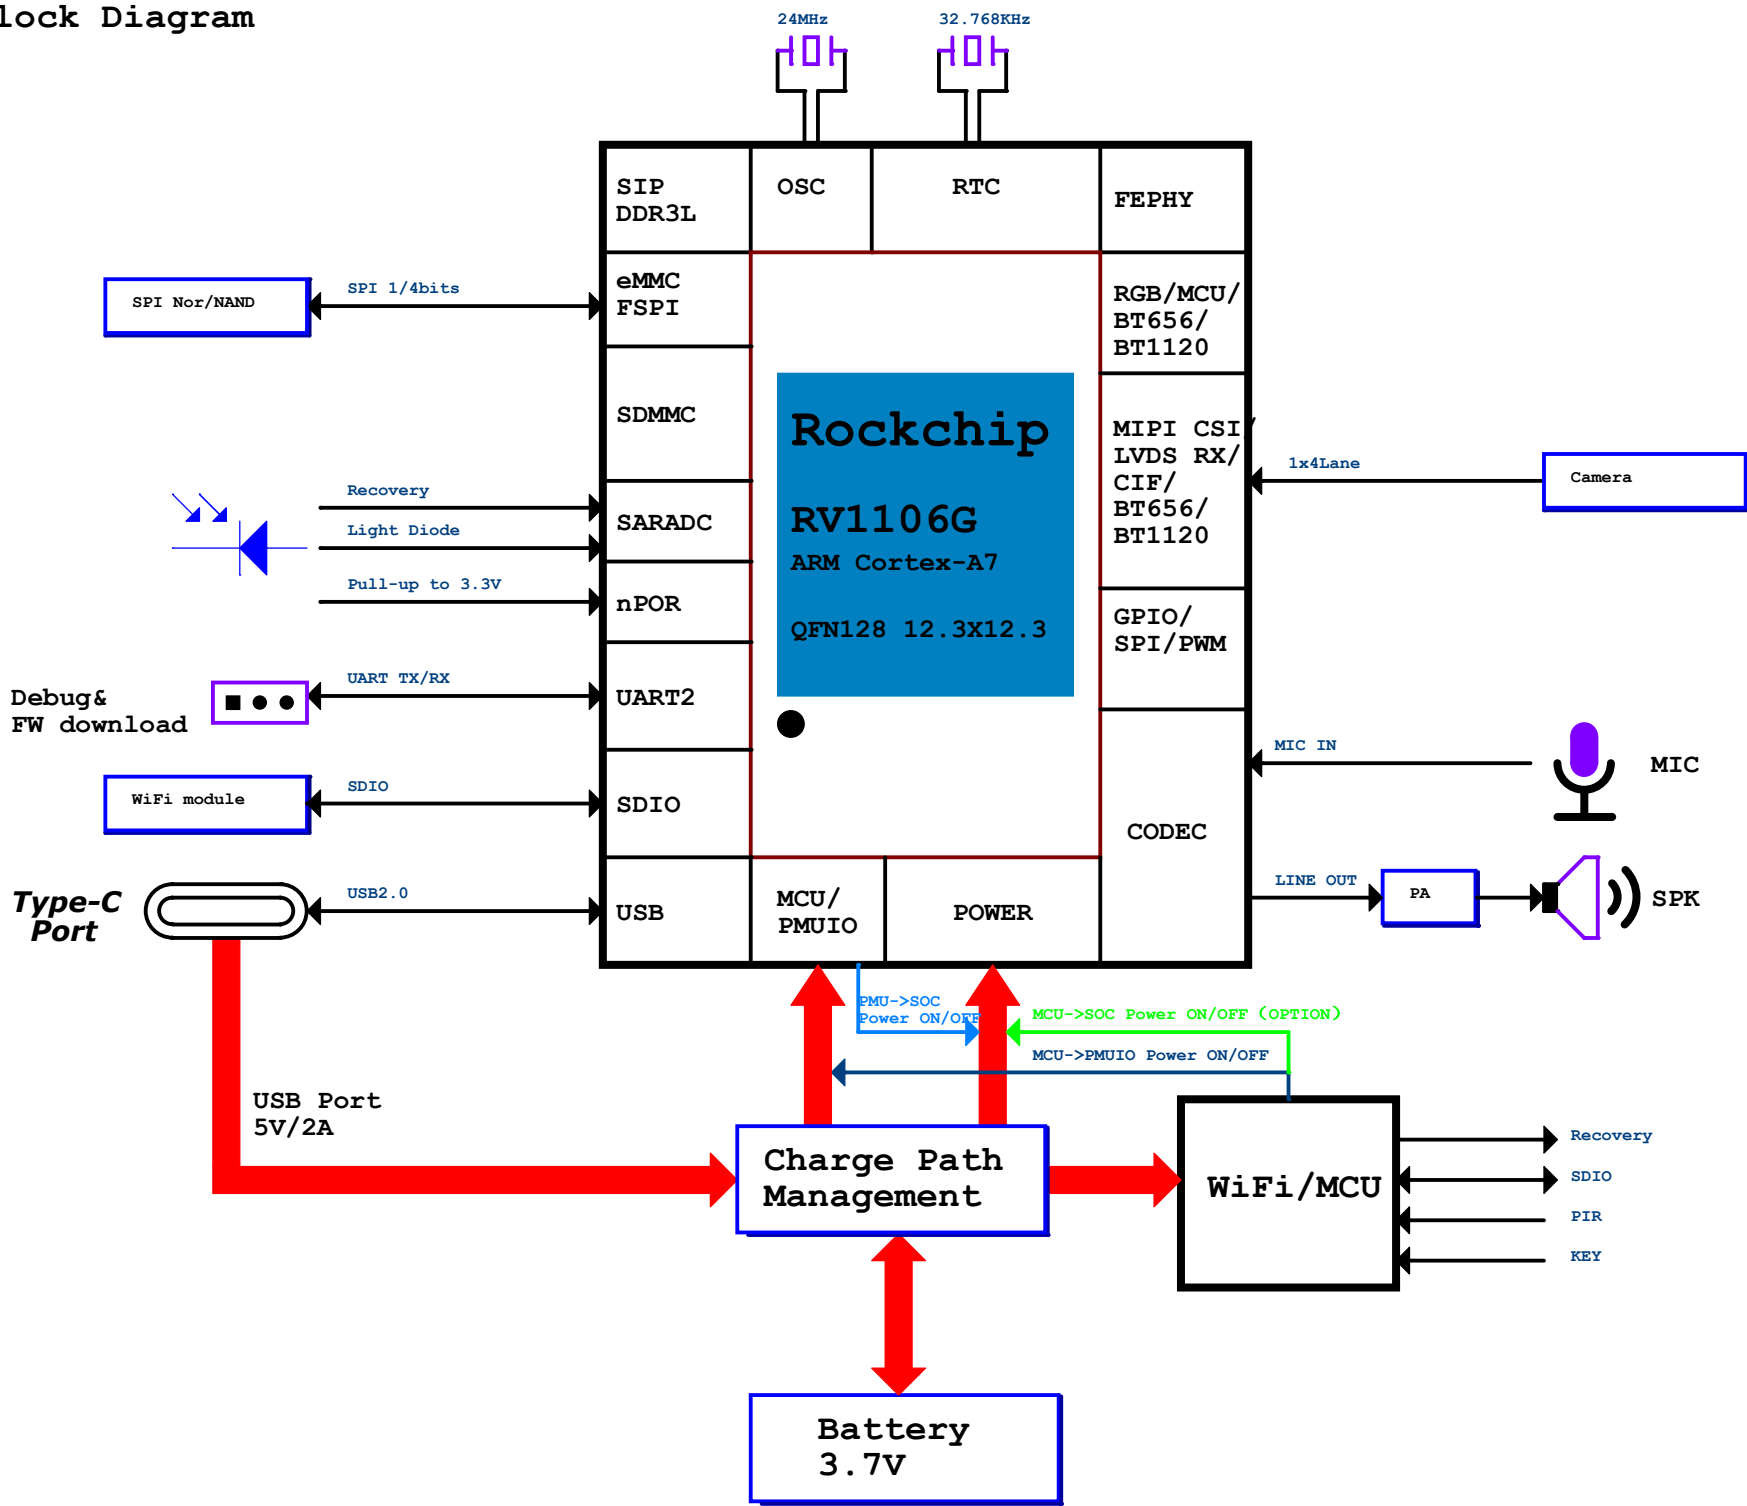 lock Diagram
24MHz
32.768KHz
SIP
DDR3L
OSC
RTC
FEPHY
SPI Nor/NAND
SPI 1/4bits
eMMC
FSPI
RGB/MCU/
BT656/
BT1120
SDMMC
Rockchip
RV1106G
ARM Cortex-A7
QFN128 12.3X12.3
MIPI CSI/
LVDS RX/
CIF/
BT656/
BT1120
1x4Lane
Camera
Recovery
Light Diode
SARADC
Pull-up to 3.3V
nPOR
GPIO/
SPI/PWM
Debug&
FW download
UART TX/RX
UART2
MIC IN
MIC
WiFi module
SDIO
SDIO
CODEC
Type-C
Port
USB2.0
USB
MCU/
PMUIO
POWER
LINE OUT
PA
SPK
PMU->SOC
Power ON/OFF
MCU->SOC Power ON/OFF (OPTION)
MCU->PMUIO Power ON/OFF
USB Port
5V/2A
Charge Path
Management
WiFi/MCU
Recovery
SDIO
PIR
KEY
Battery
3.7V